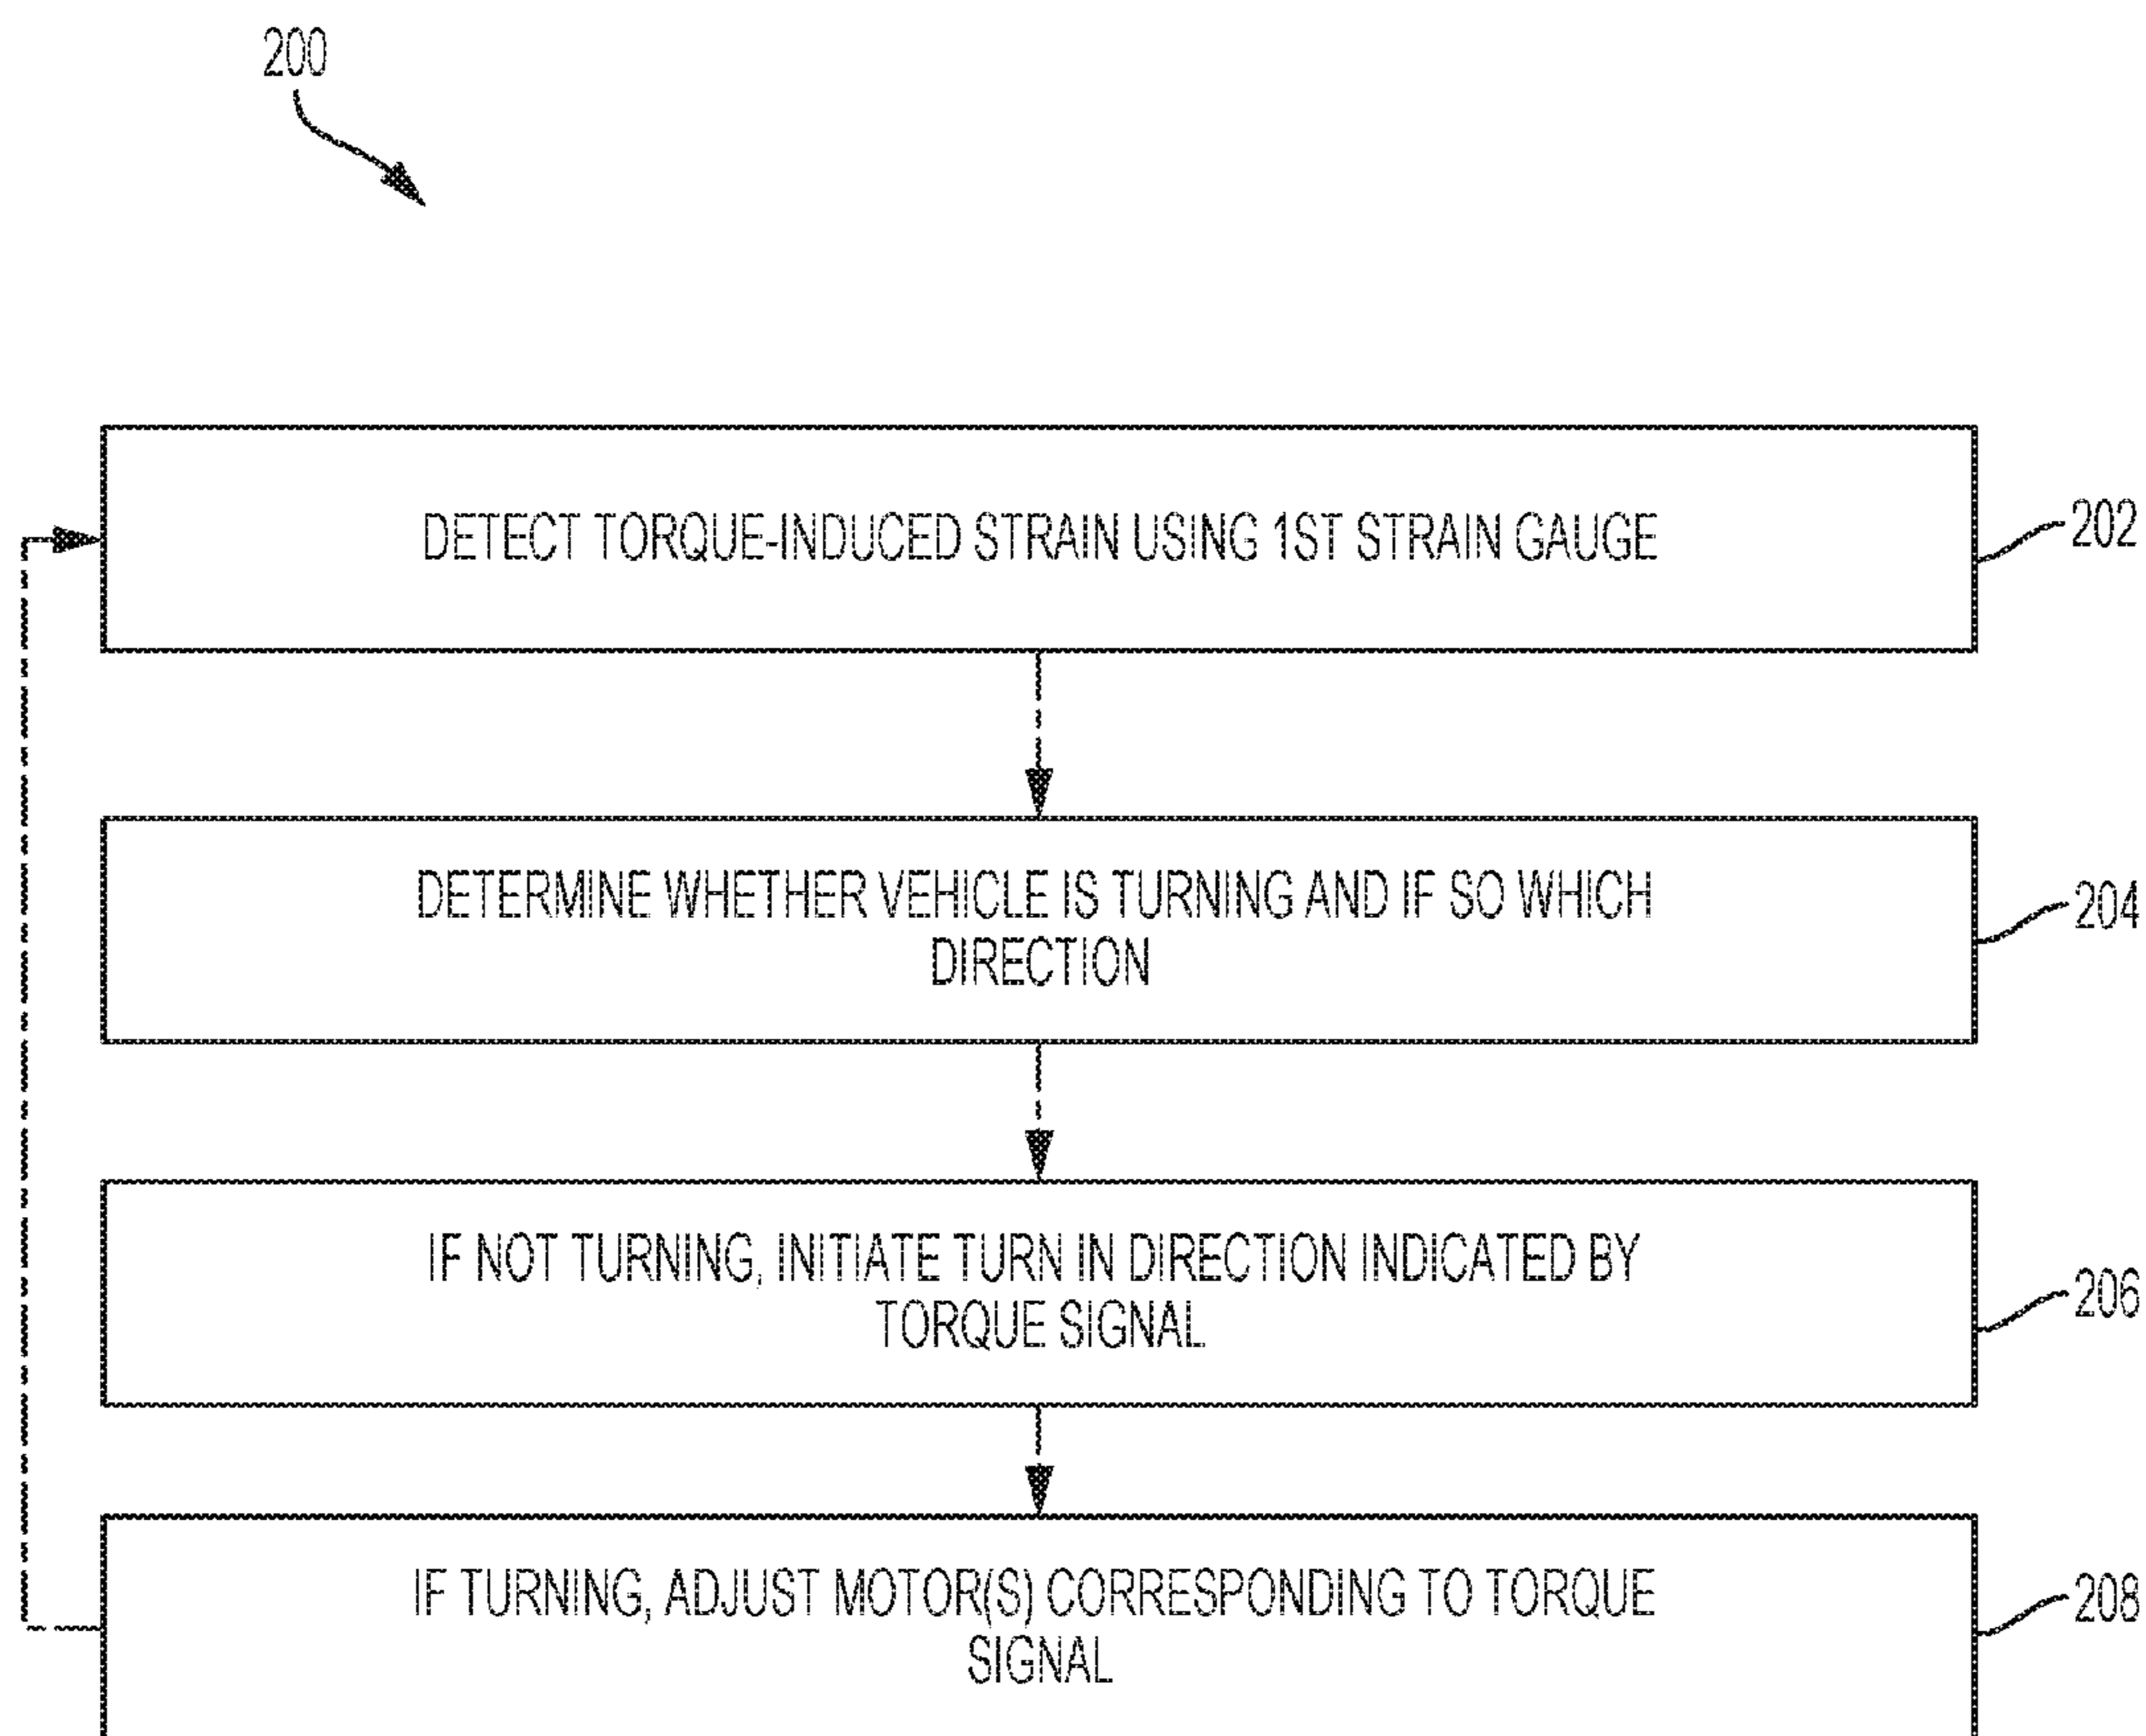 200
DETECT TORQUE-INDUCED STRAIN USING 1ST STRAIN GAUGE
202
DETERMINE WHETHER VEHICLE IS TURNING AND IF SO WHICH
DIRECTION
204
IF NOT TURNING, INITIATE TURN IN DIRECTION INDICATED BY
TORQUE SIGNAL
206
IF TURNING, ADJUST MOTOR(S) CORRESPONDING TO TORQUE
SIGNAL
208